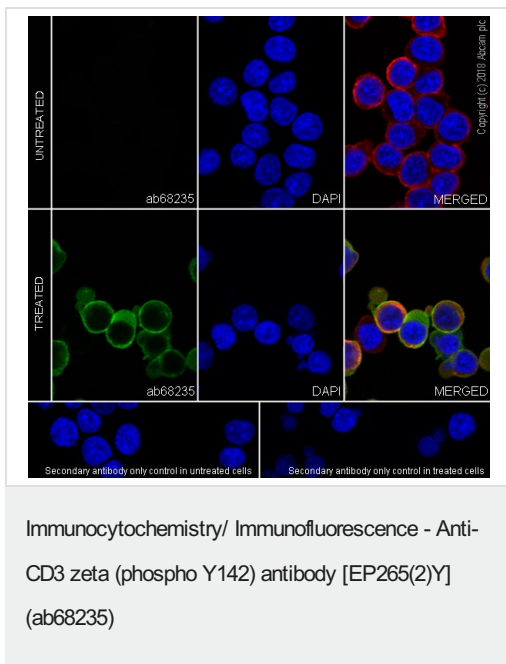 Copyright (c) 2018 Abcam plc
UNTREATED
ab68235
DAPI
MERGED
TREATED
ab68235
DAPI
MERGED
Secondary antibody only control in untreated cells
Secondary antibody only control in treated cells
Immunocytochemistry/ Immunofluorescence - Anti-
CD3 zeta (phospho Y142) antibody [EP265(2)Y]
(ab68235)